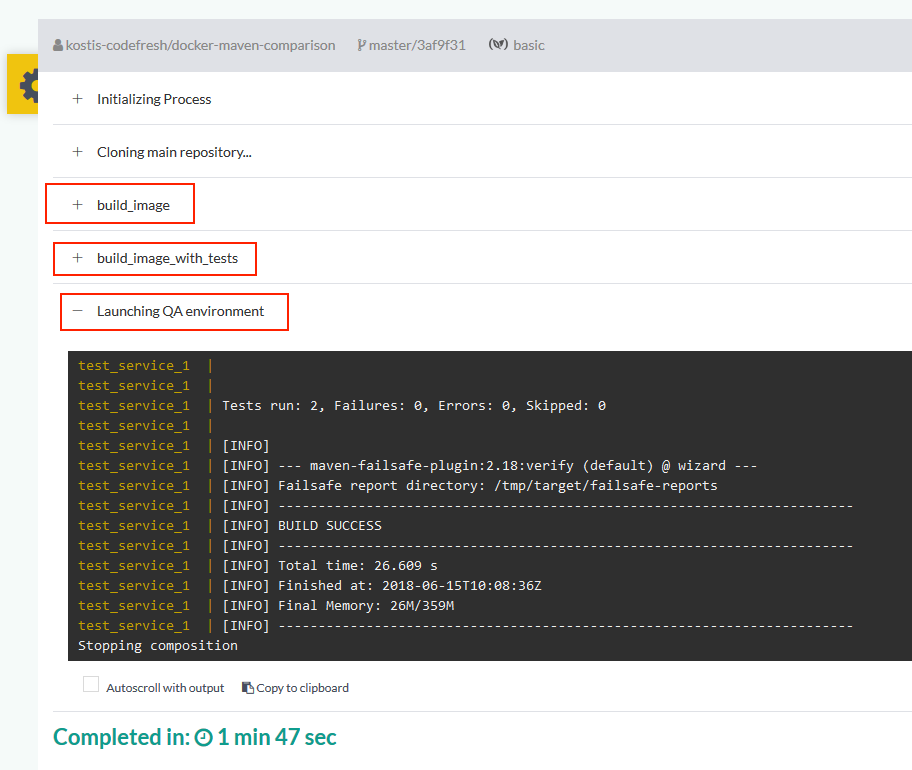 kostis-codefresh/docker-maven-comparison master/3af9f31 basic
+ Initializing Process
+ Cloning main repository...
+ build_image
+ build_image_with_tests
− Launching QA environment
test_service_1 |
test_service_1 |
test_service_1 | Tests run: 2, Failures: 0, Errors: 0, Skipped: 0
test_service_1 |
test_service_1 | [INFO]
test_service_1 | [INFO] --- maven-failsafe-plugin:2.18:verify (default) @ wizard ---
test_service_1 | [INFO] Failsafe report directory: /tmp/target/failsafe-reports
test_service_1 | [INFO] ------------------------------------------------------------------------
test_service_1 | [INFO] BUILD SUCCESS
test_service_1 | [INFO] ------------------------------------------------------------------------
test_service_1 | [INFO] Total time: 26.609 s
test_service_1 | [INFO] Finished at: 2018-06-15T10:08:36Z
test_service_1 | [INFO] Final Memory: 26M/359M
test_service_1 | [INFO] ------------------------------------------------------------------------
Stopping composition
Autoscroll with output Copy to clipboard
Completed in: 1 min 47 sec